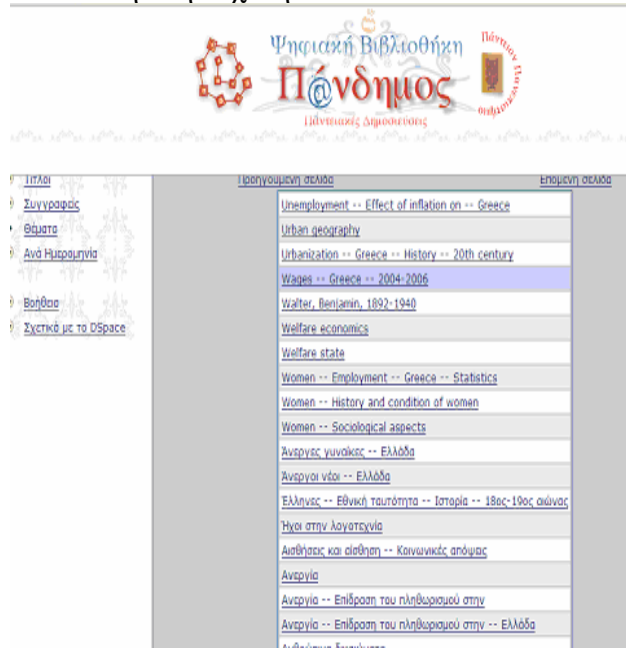 Ψηφιακή Βιβλιοθήκη
Π@νδημος
Παντειακές Δημοσιεύσεις
Πάντειον Πανεπιστήμιο
Τίτλοι
Συγγραφείς
Θέματα
Ανά Ημερομηνία
Βοήθεια
Σχετικά με το DSpace
Προηγούμενη σελίδα
Επόμενη σελίδα
Unemployment -- Effect of inflation on -- Greece
Urban geography
Urbanization -- Greece -- History -- 20th century
Wages -- Greece -- 2004-2006
Walter, Benjamin, 1892-1940
Welfare economics
Welfare state
Women -- Employment -- Greece -- Statistics
Women -- History and condition of women
Women -- Sociological aspects
Άνεργες γυναίκες -- Ελλάδα
Άνεργοι νέοι -- Ελλάδα
Έλληνες -- Εθνική ταυτότητα -- Ιστορία -- 18ος-19ος αιώνας
Ήχοι στην λογοτεχνία
Αισθήσεις και αίσθηση -- Κοινωνικές απόψεις
Ανεργία
Ανεργία -- Επίδραση του πληθωρισμού στην
Ανεργία -- Επίδραση του πληθωρισμού στην -- Ελλάδα